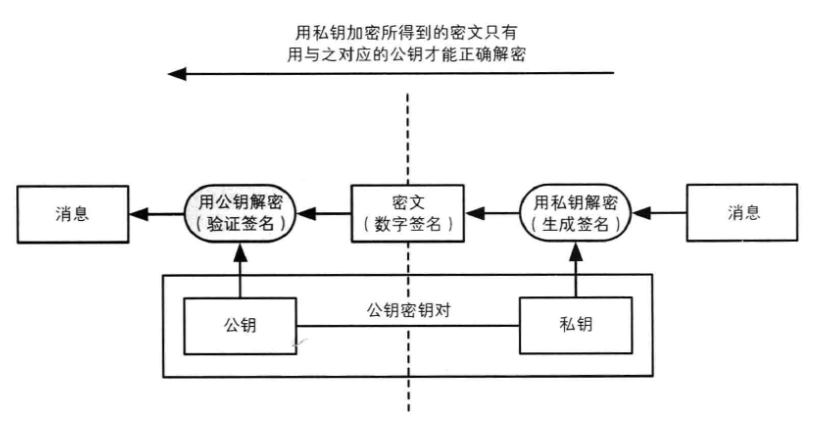 用私钥加密所得到的密文只有
用与之对应的公钥才能正确解密
消息
用公钥解密
（验证签名）
密文
（数字签名）
用私钥解密
（生成签名）
消息
公钥
公钥密钥对
私钥